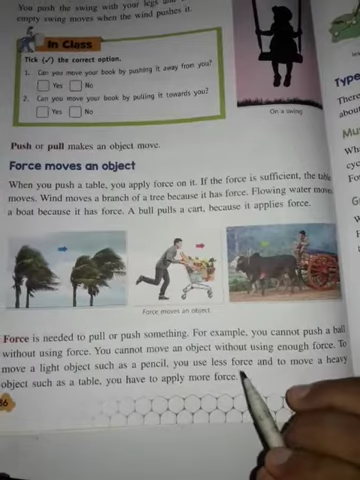 You push the swing with your legs and
empty swing moves when the wind pushes it.
In Class
Tick (✓) the correct option.
1. Can you move your book by pushing it away from you?
Yes No
2. Can you move your book by pulling it towards you?
Yes No
On a swing
Push or pull makes an object move.
Force moves an object
When you push a table, you apply force on it. If the force is sufficient, the table
moves. Wind moves a branch of a tree because it has force. Flowing water moves
a boat because it has force. A bull pulls a cart, because it applies force.
Force moves an object
Force is needed to pull or push something. For example, you cannot push a ball
without using force. You cannot move an object without using enough force. To
move a light object such as a pencil, you use less force and to move a heavy
object such as a table, you have to apply more force.
86
Type
There
about
Mus
Wh
cyc
For
G
W